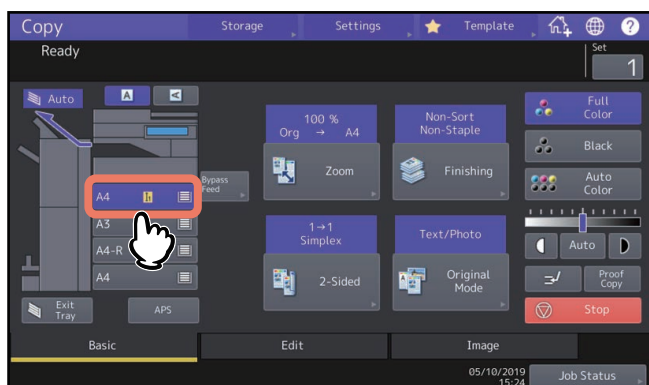 Copy
Storage
Settings
Template
?
Ready
Set
1
Auto
A
A
Bypass
Feed
A4
A3
A4-R
A4
Exit
Tray
APS
100 %
Org → A4
Zoom
Non-Sort
Non-Staple
Finishing
1→1
Simplex
2-Sided
Text/Photo
Original
Mode
Full
Color
Black
Auto
Color
Auto
Proof
Copy
Stop
Basic
Edit
Image
05/10/2019
15:24
Job Status